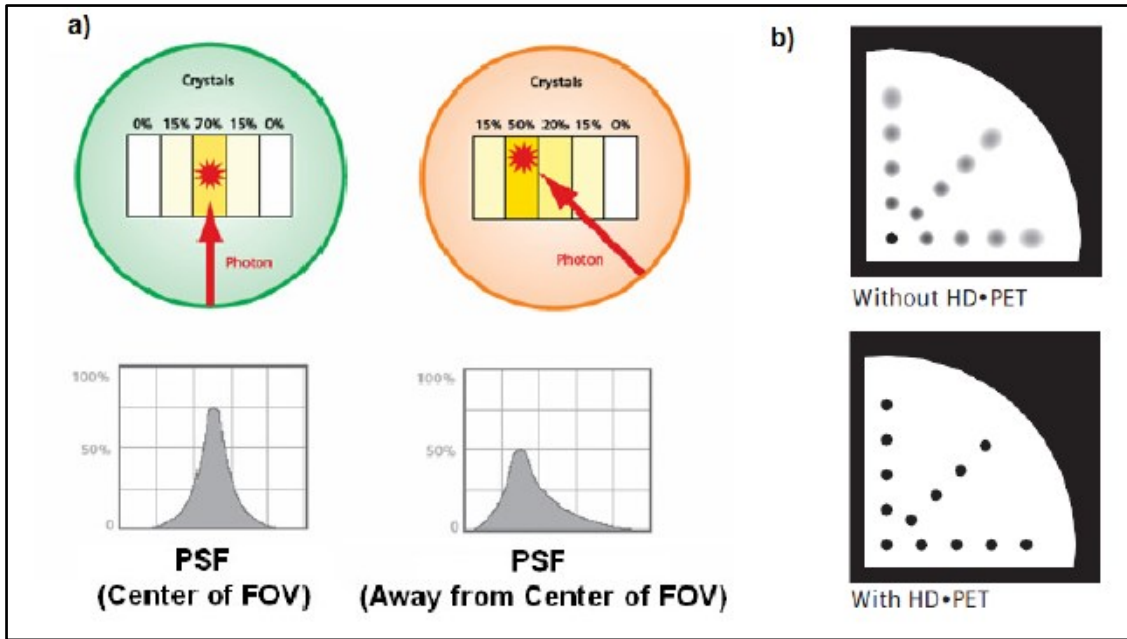 a)
Crystals
0% 15% 70% 15% 0%
Photon
Crystals
15% 50% 20% 15% 0%
Photon
100%
50%
0
PSF
(Center of FOV)
100%
50%
0
PSF
(Away from Center of FOV)
b)
Without HD•PET
With HD•PET